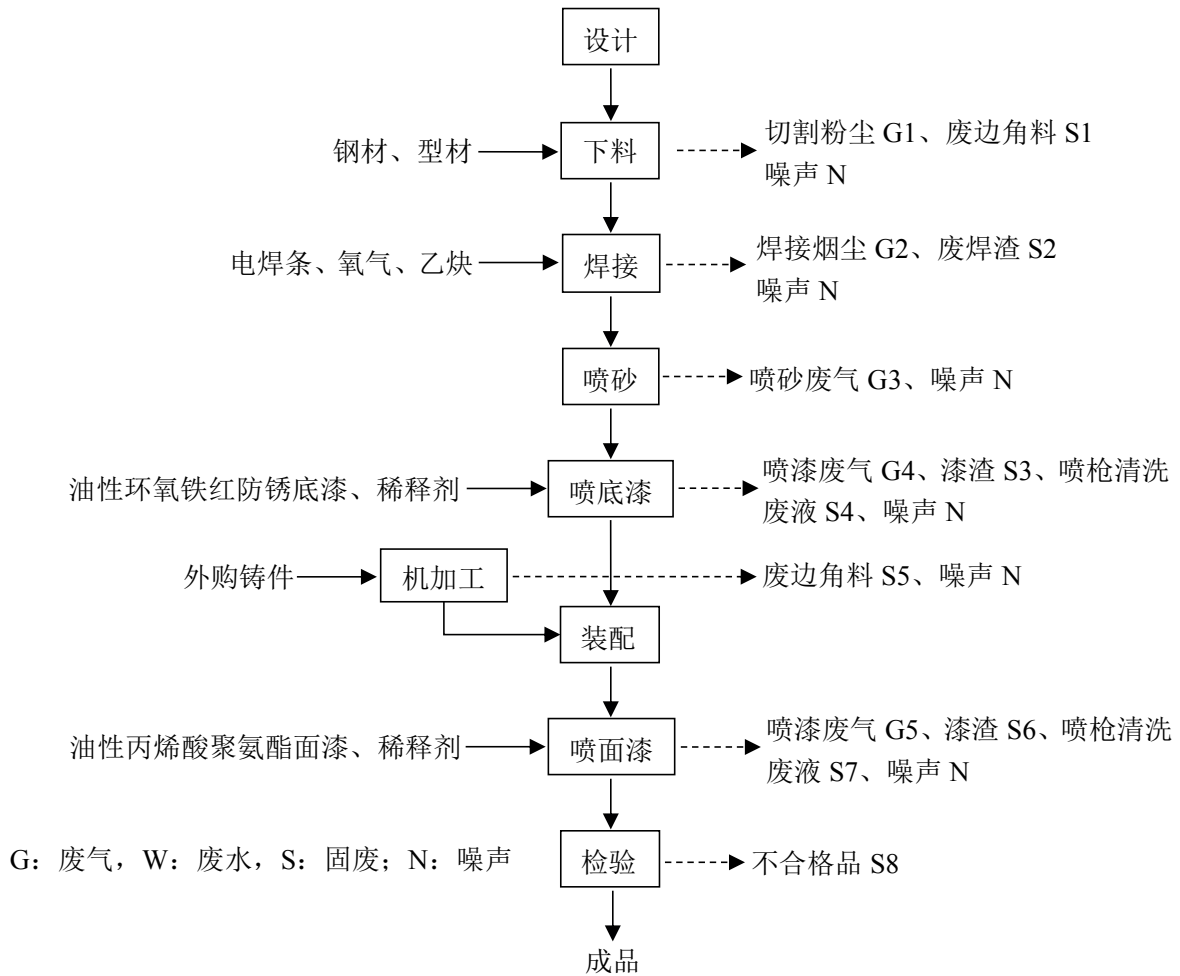 设计
钢材、型材
下料
切割粉尘 G1、废边角料 S1
噪声 N
电焊条、氧气、乙炔
焊接
焊接烟尘 G2、废焊渣 S2
噪声 N
喷砂
喷砂废气 G3、噪声 N
油性环氧铁红防锈底漆、稀释剂
喷底漆
喷漆废气 G4、漆渣 S3、喷枪清洗
废液 S4、噪声 N
外购铸件
机加工
废边角料 S5、噪声 N
装配
油性丙烯酸聚氨酯面漆、稀释剂
喷面漆
喷漆废气 G5、漆渣 S6、喷枪清洗
废液 S7、噪声 N
G：废气，W：废水，S：固废；N：噪声
检验
不合格品 S8
成品